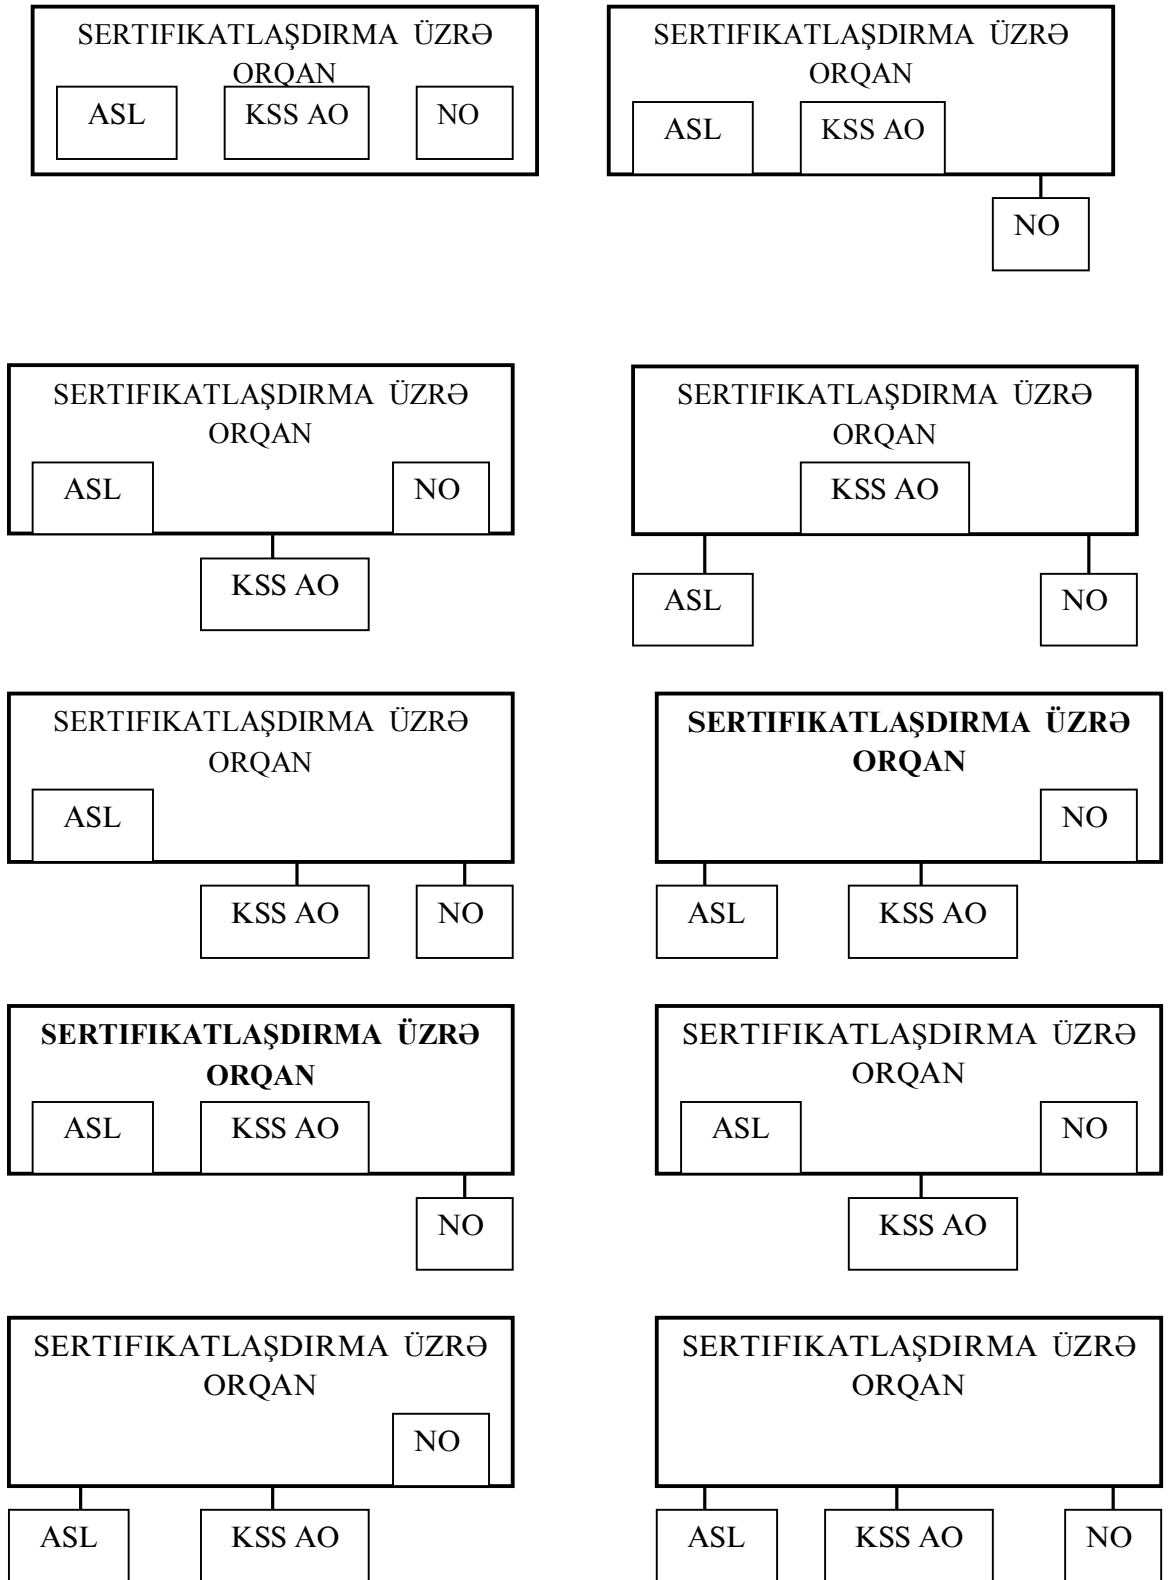 SERTIFIKATLAŞDIRMA ÜZRƏ
ORQAN
ASL KSS AO NO
SERTIFIKATLAŞDIRMA ÜZRƏ
ORQAN
ASL KSS AO
NO
SERTIFIKATLAŞDIRMA ÜZRƏ
ORQAN
ASL NO
KSS AO
SERTIFIKATLAŞDIRMA ÜZRƏ
ORQAN
KSS AO
ASL NO
SERTIFIKATLAŞDIRMA ÜZRƏ
ORQAN
ASL
KSS AO NO
SERTIFIKATLAŞDIRMA ÜZRƏ
ORQAN
NO
ASL KSS AO
SERTIFIKATLAŞDIRMA ÜZRƏ
ORQAN
ASL KSS AO
NO
SERTIFIKATLAŞDIRMA ÜZRƏ
ORQAN
ASL NO
KSS AO
SERTIFIKATLAŞDIRMA ÜZRƏ
ORQAN
NO
ASL KSS AO
SERTIFIKATLAŞDIRMA ÜZRƏ
ORQAN
ASL KSS AO NO